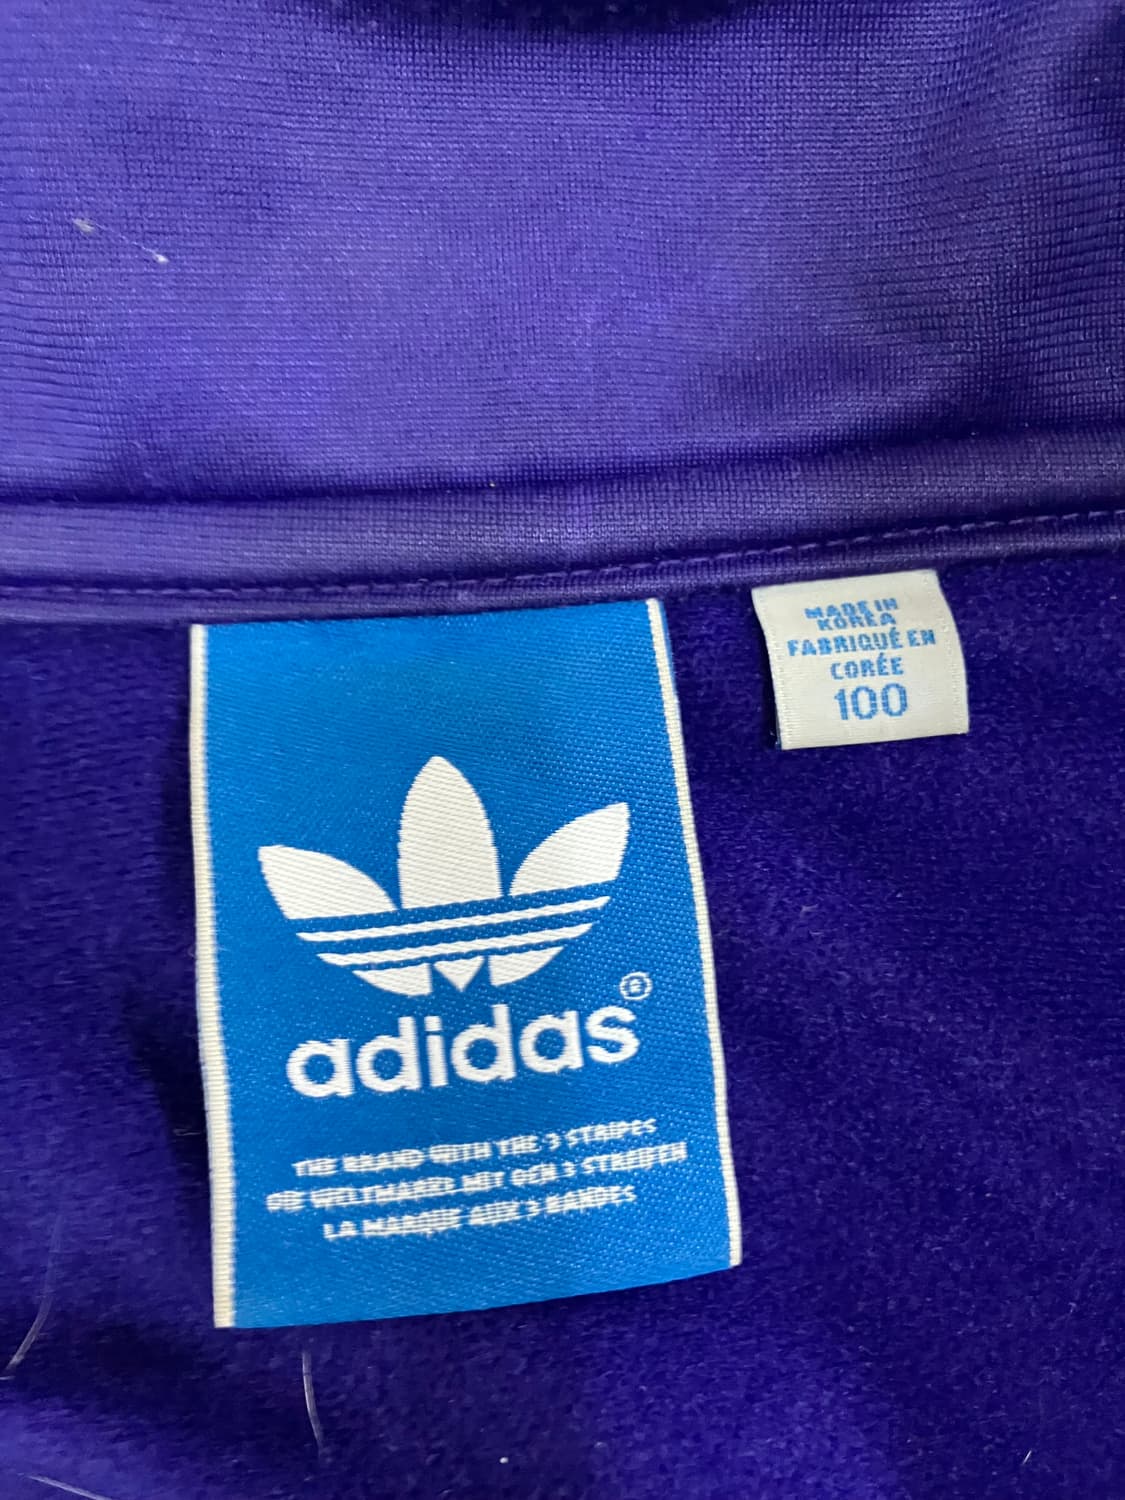 adidas®
THE BRAND WITH THE 3 STRIPES
DIE WELTMARKE MIT DEN 3 STREIFEN
LA MARQUE AUX 3 BANDES
MADE IN
KOREA
FABRIQUÉ EN
CORÉE
100